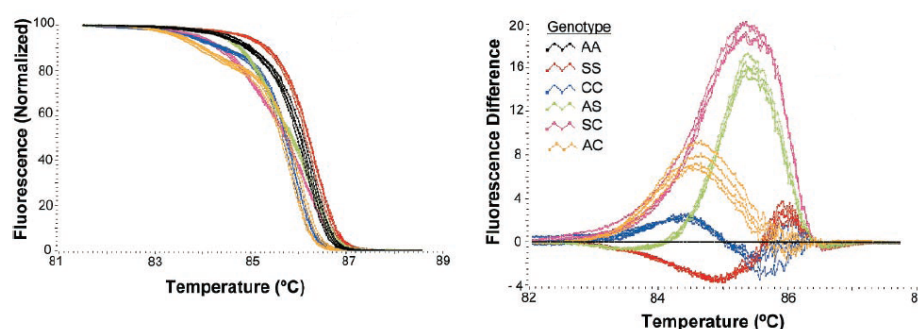 Fluorescence (Normalized)
100
80
60
40
20
0
81
83
85
87
89
Temperature (ºC)
Fluorescence Difference
20
16
12
8
4
0
-4
82
84
86
8
Temperature (ºC)
Genotype
AA
SS
CC
AS
SC
AC